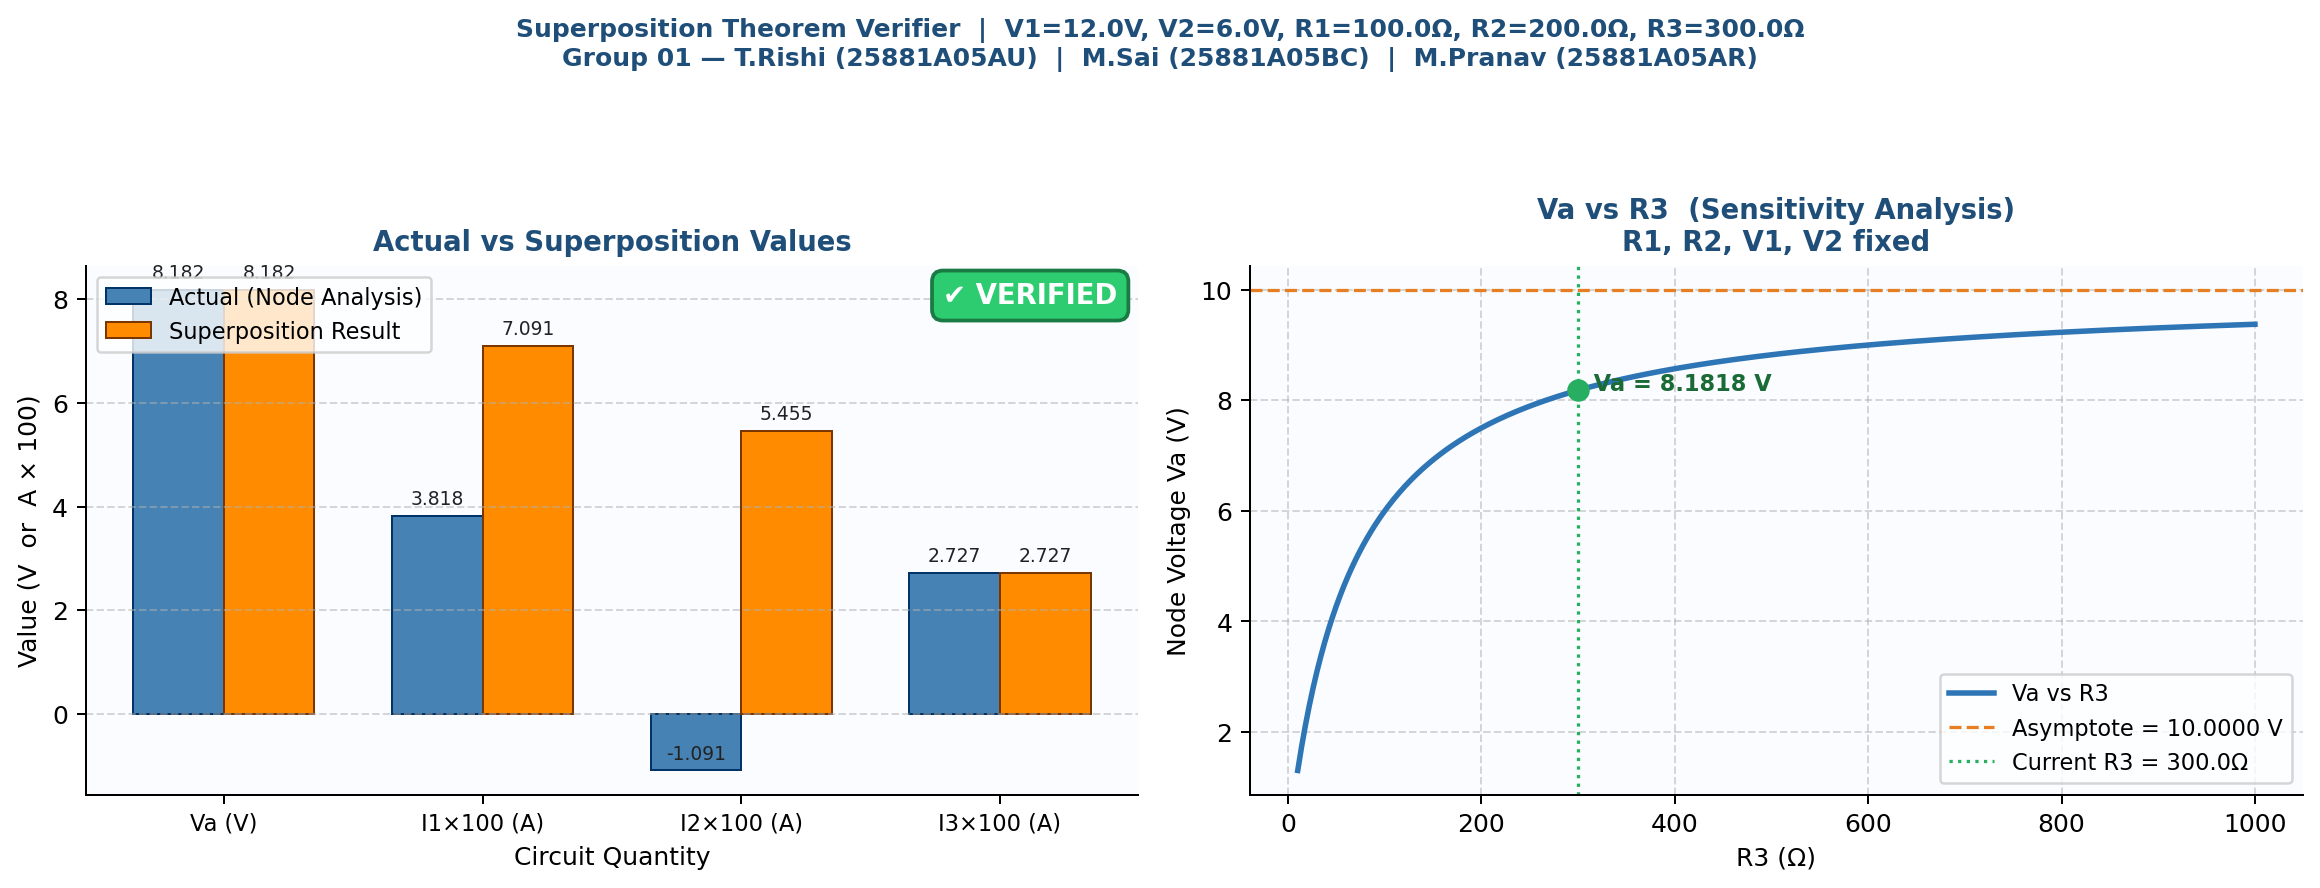 Superposition Theorem Verifier | V1=12.0V, V2=6.0V, R1=100.0Ω, R2=200.0Ω, R3=300.0Ω
Group 01 — T.Rishi (25881A05AU) | M.Sai (25881A05BC) | M.Pranav (25881A05AR)
Actual vs Superposition Values
8.182
8.182
Actual (Node Analysis)
Superposition Result
✔ VERIFIED
7.091
3.818
5.455
-1.091
2.727
2.727
Value (V or A × 100)
8
6
4
2
0
Va (V)
I1×100 (A)
I2×100 (A)
I3×100 (A)
Circuit Quantity
Va vs R3 (Sensitivity Analysis)
R1, R2, V1, V2 fixed
Node Voltage Va (V)
10
8
6
4
2
Va = 8.1818 V
Va vs R3
Asymptote = 10.0000 V
Current R3 = 300.0Ω
0
200
400
600
800
1000
R3 (Ω)